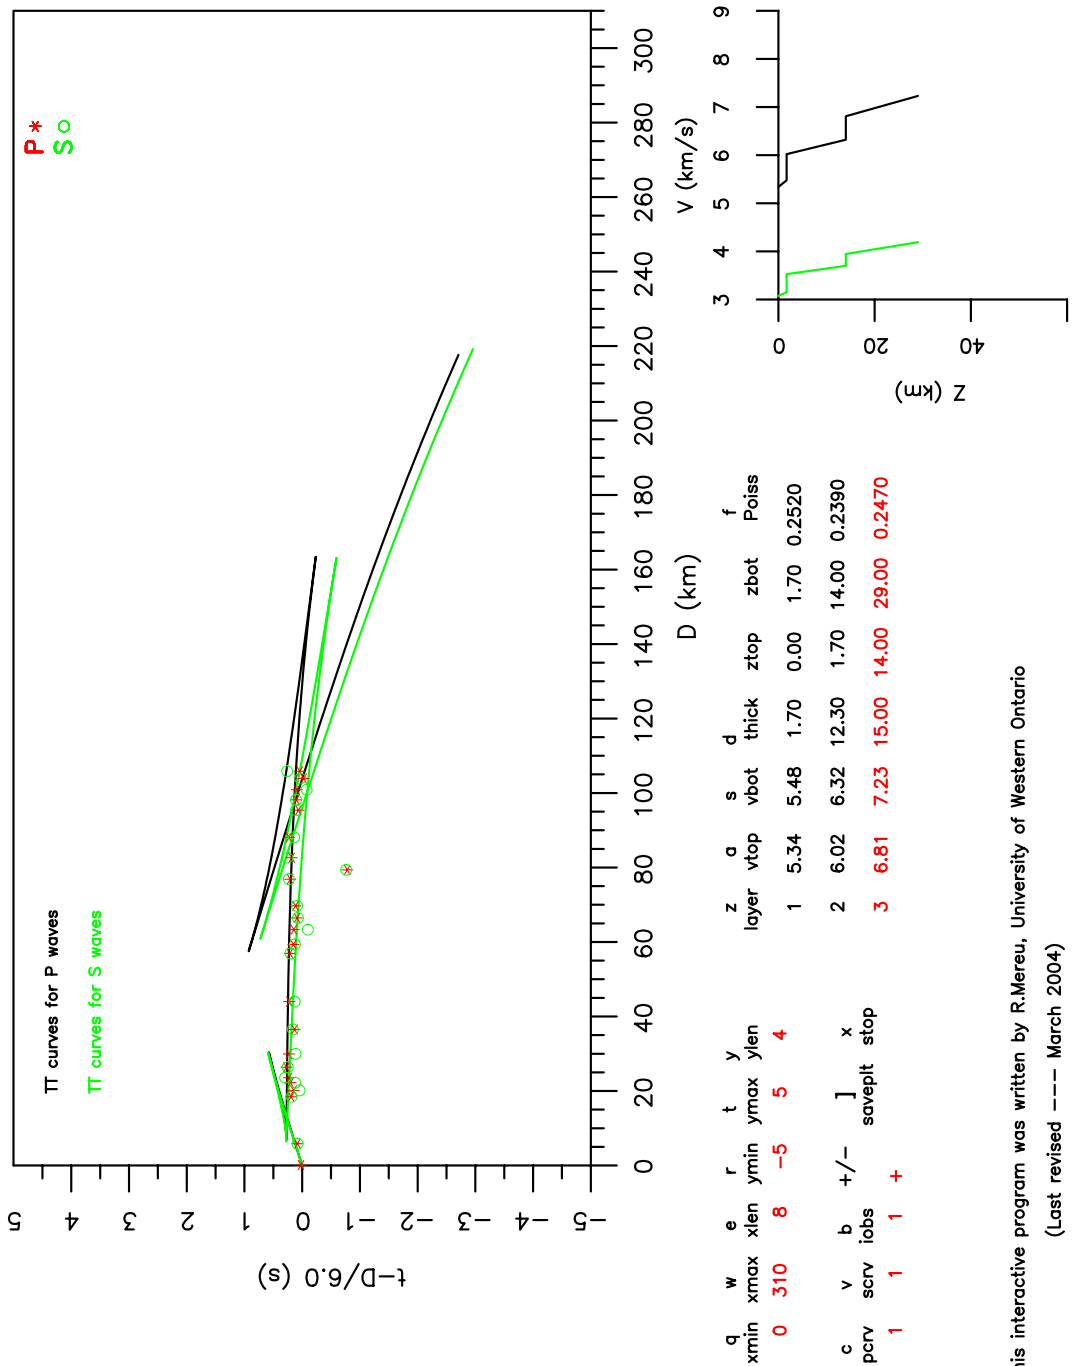 P *
S o
TT curves for P waves
TT curves for S waves
5 4 3 2 1 0 −1 −2 −3 −4 −5
t−D/6.0 (s)
0 20 40 60 80 100 120 140 160 180 200 220 240 260 280 300
D (km)
3 4 5 6 7 8 9
V (km/s)
0 20 40
Z (km)
q w e r t y
xmin xmax xlen ymin ymax ylen
0 310 8 −5 5 4
c v b +/− ] x
pcrv scrv iobs saveplt stop
1 1 1 +
z a s d f
layer vtop vbot thick ztop zbot Poiss
1 5.34 5.48 1.70 0.00 1.70 0.2520
2 6.02 6.32 12.30 1.70 14.00 0.2390
3 6.81 7.23 15.00 14.00 29.00 0.2470
his interactive program was written by R.Mereu, University of Western Ontario
(Last revised −−− March 2004)